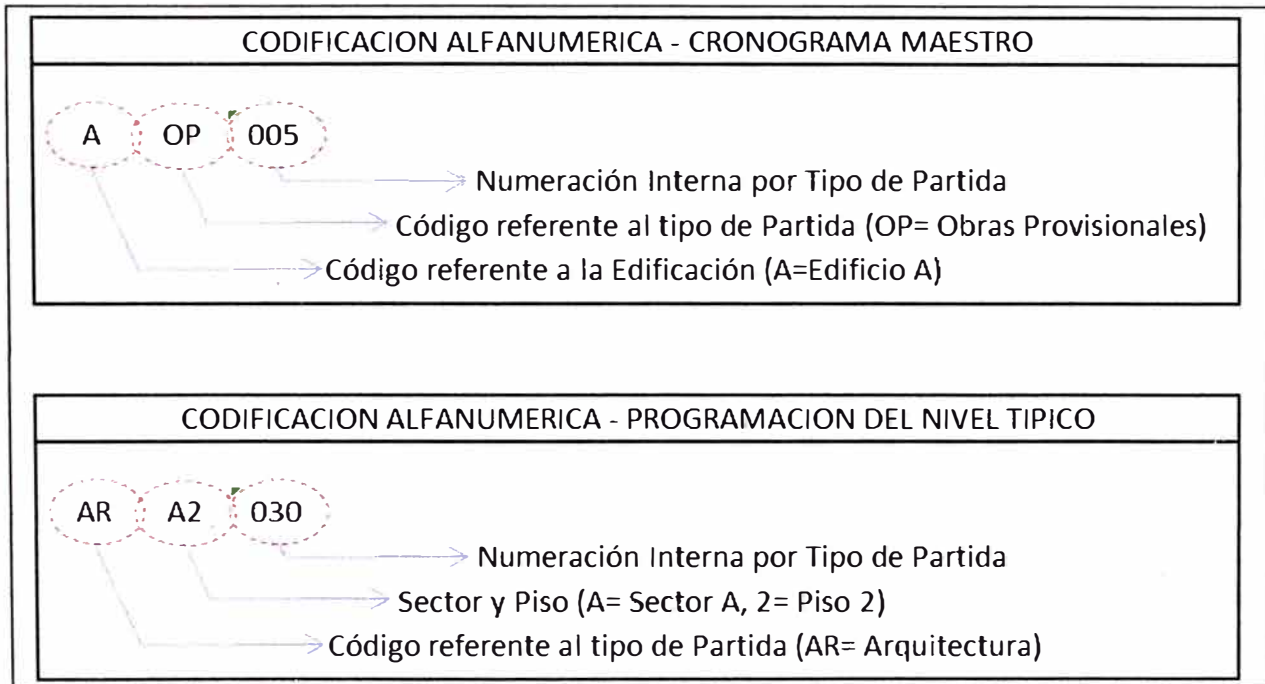 CODIFICACION ALFANUMERICA - CRONOGRAMA MAESTRO
A OP 005
Numeración Interna por Tipo de Partida
Código referente al tipo de Partida (OP= Obras Provisionales)
Código referente a la Edificación (A=Edificio A)
CODIFICACION ALFANUMERICA - PROGRAMACION DEL NIVEL TIPICO
AR A2 030
Numeración Interna por Tipo de Partida
Sector y Piso (A= Sector A, 2= Piso 2)
Código referente al tipo de Partida (AR= Arquitectura)